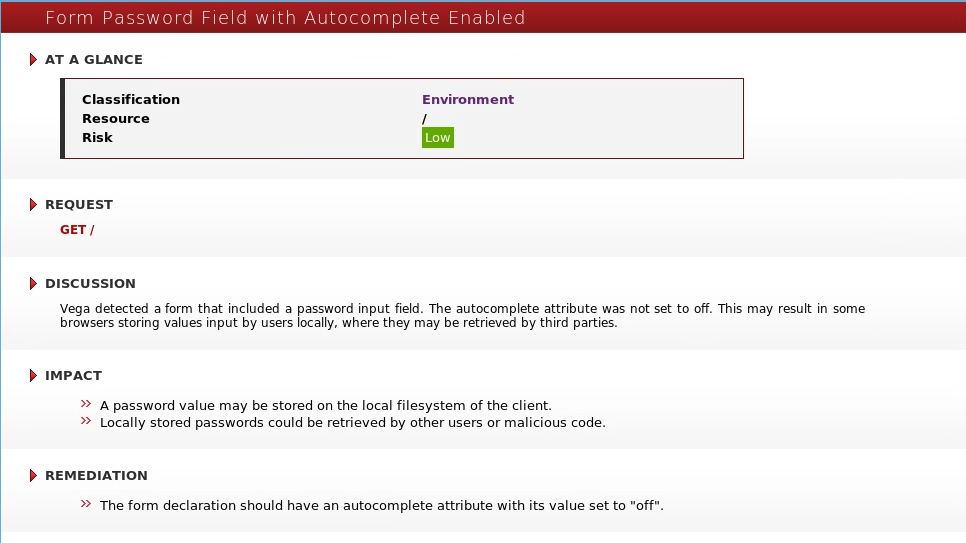 Form Password Field with Autocomplete Enabled
AT A GLANCE
Classification Environment
Resource /
Risk Low
REQUEST
GET /
DISCUSSION
Vega detected a form that included a password input field. The autocomplete attribute was not set to off. This may result in some
browsers storing values input by users locally, where they may be retrieved by third parties.
IMPACT
» A password value may be stored on the local filesystem of the client.
» Locally stored passwords could be retrieved by other users or malicious code.
REMEDIATION
» The form declaration should have an autocomplete attribute with its value set to "off".